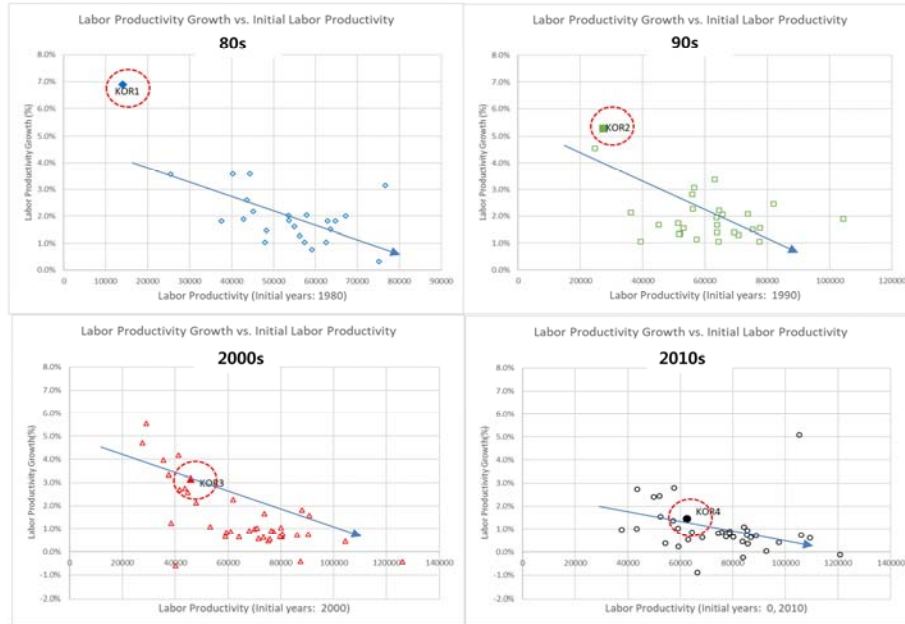 Labor Productivity Growth vs. Initial Labor Productivity
80s
Labor Productivity Growth (%)
8.0%
7.0%
6.0%
5.0%
4.0%
3.0%
2.0%
1.0%
0.0%
KOR1
0 10000 20000 30000 40000 50000 60000 70000 80000 90000
Labor Productivity (Initial years: 1980)
Labor Productivity Growth vs. Initial Labor Productivity
90s
Labor Productivity Growth (%)
8.0%
7.0%
6.0%
5.0%
4.0%
3.0%
2.0%
1.0%
0.0%
KOR2
0 20000 40000 60000 80000 100000 120000
Labor Productivity (Initial years: 1990)
Labor Productivity Growth vs. Initial Labor Productivity
2000s
Labor Productivity Growth(%)
8.0%
7.0%
6.0%
5.0%
4.0%
3.0%
2.0%
1.0%
0.0%
-1.0%
-2.0%
KOR3
0 20000 40000 60000 80000 100000 120000 140000
Labor Productivity (Initial years: 2000)
Labor Productivity Growth vs. Initial Labor Productivity
2010s
Labor Productivity Growth(%)
8.0%
7.0%
6.0%
5.0%
4.0%
3.0%
2.0%
1.0%
0.0%
-1.0%
-2.0%
KOR4
0 20000 40000 60000 80000 100000 120000 140000
Labor Productivity (Initial years: 0, 2010)